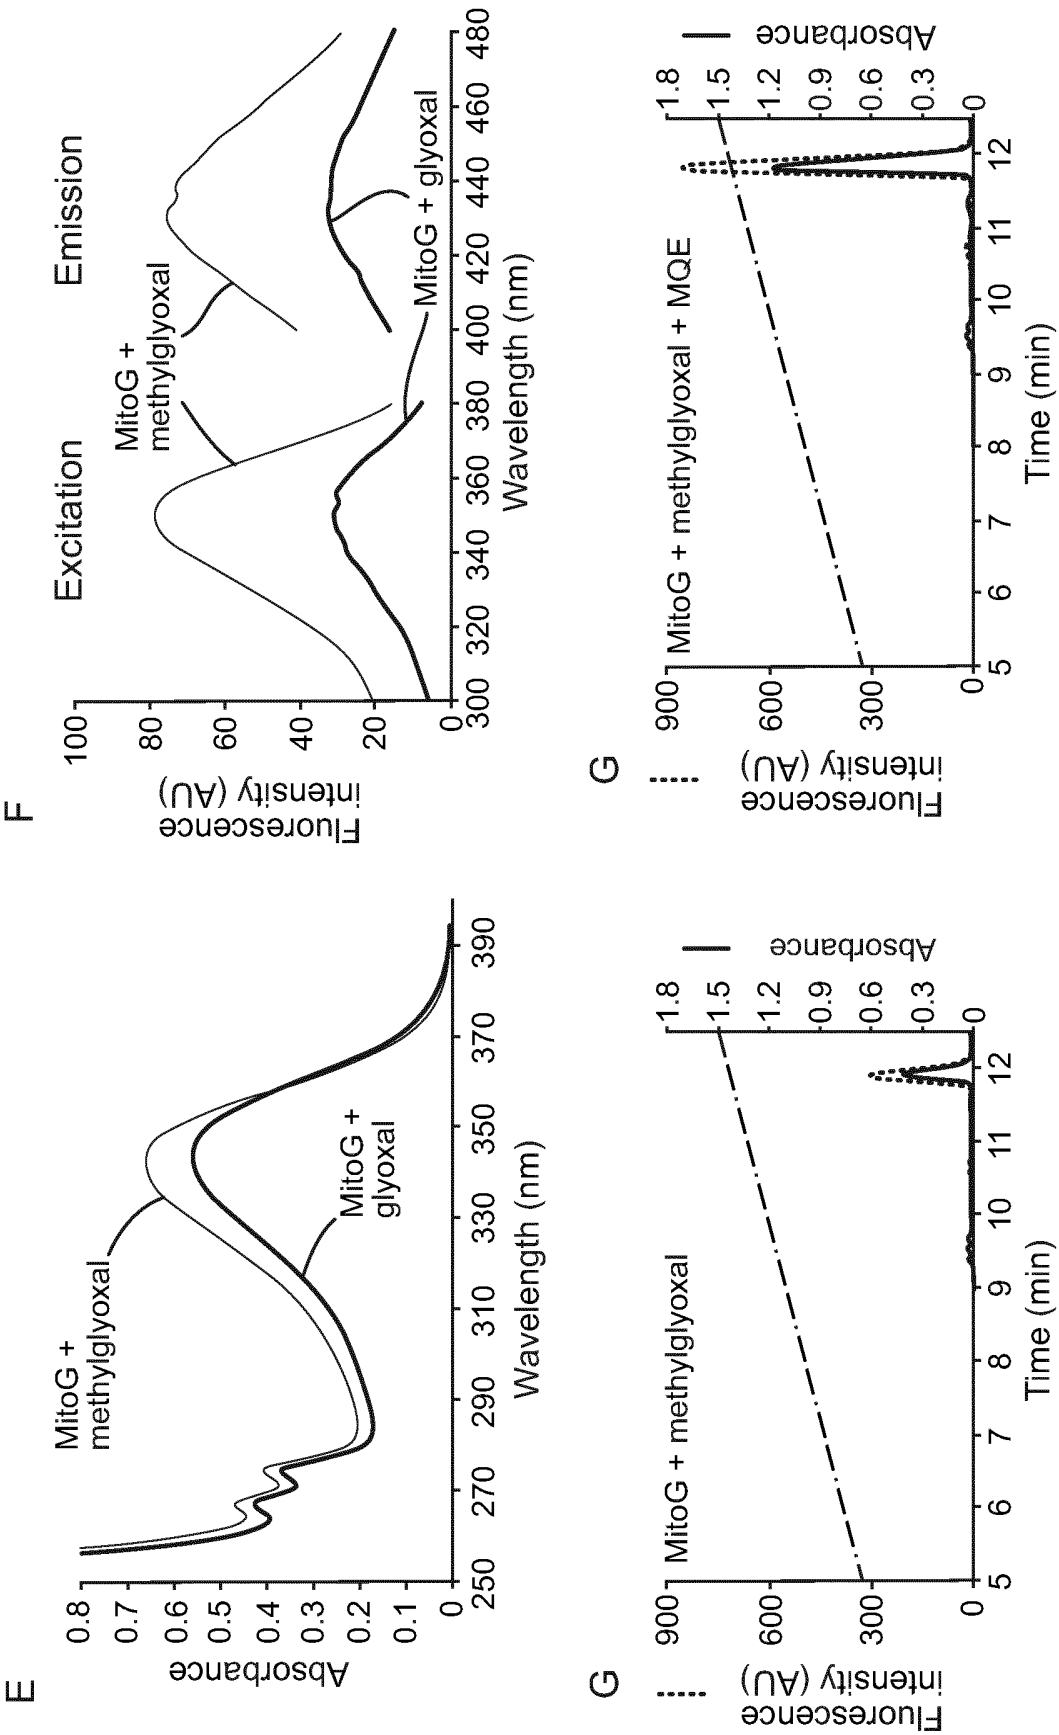 E
Absorbance
0.8
0.7
0.6
0.5
0.4
0.3
0.2
0.1
0
250
270
290
310
330
350
370
390
Wavelength (nm)
MitoG +
methylglyoxal
MitoG +
glyoxal
F
Fluorescence
intensity (AU)
100
80
60
40
20
0
300
320
340
360
380
400
420
440
460
480
Wavelength (nm)
Excitation
Emission
MitoG +
methylglyoxal
MitoG + glyoxal
G
Fluorescence
intensity (AU)
900
600
300
0
5
6
7
8
9
10
11
12
Time (min)
MitoG + methylglyoxal
1.8
1.5
1.2
0.9
0.6
0.3
0
Absorbance
G
Fluorescence
intensity (AU)
900
600
300
0
5
6
7
8
9
10
11
12
Time (min)
MitoG + methylglyoxal + MQE
1.8
1.5
1.2
0.9
0.6
0.3
0
Absorbance